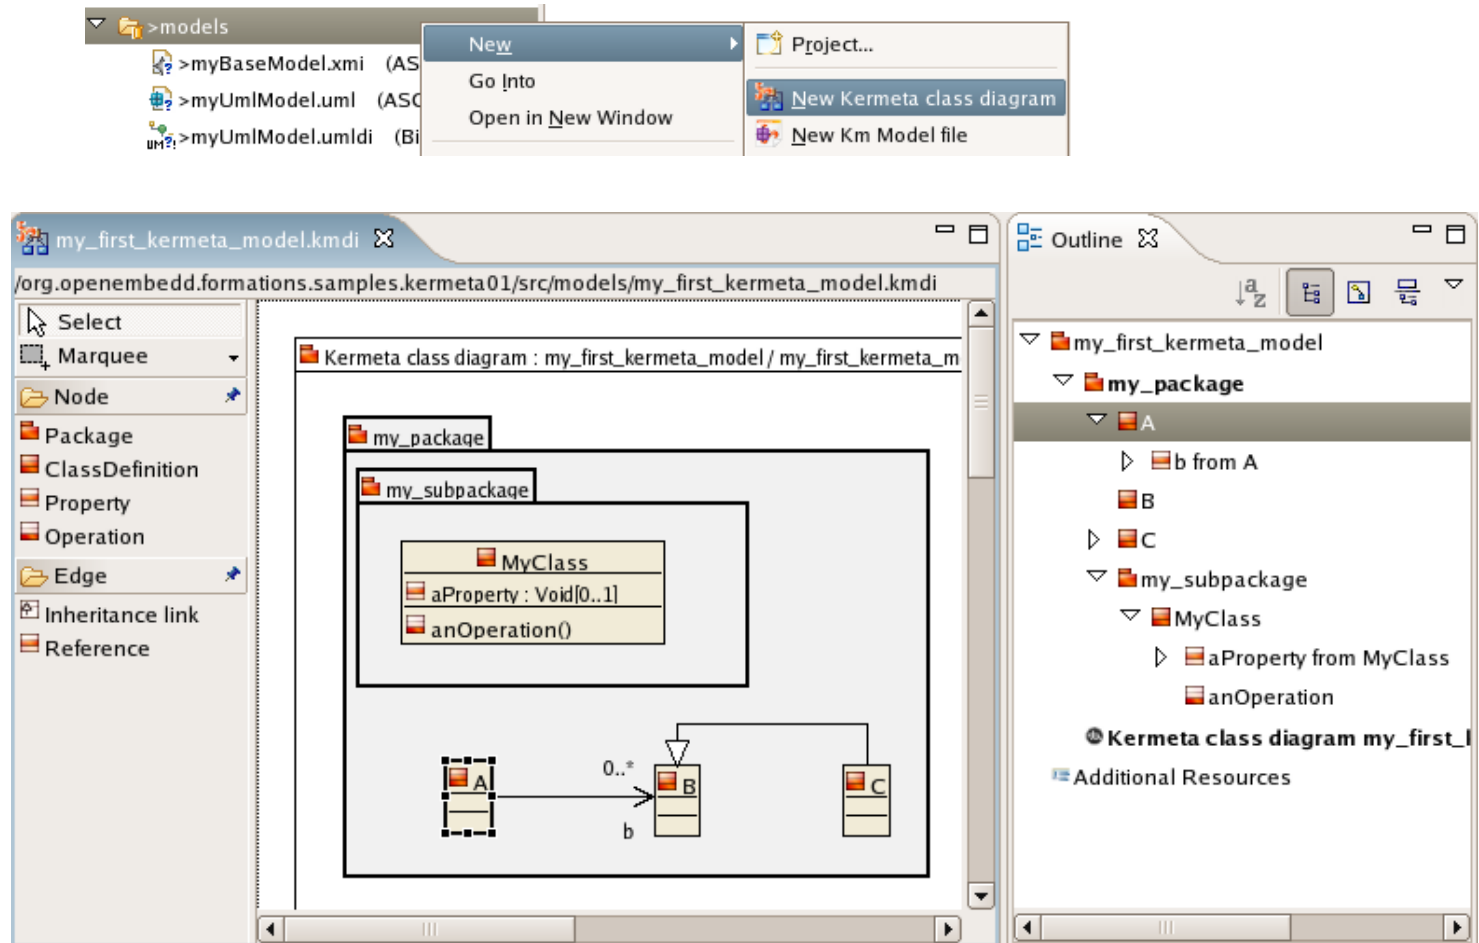 >models
>myBaseModel.xmi (AS
>myUmlModel.uml (ASC
>myUmlModel.umldi (Bi
New
Go Into
Open in New Window
Project...
New Kermeta class diagram
New Km Model file
my_first_kermeta_model.kmdi
/org.openembedd.formations.samples.kermeta01/src/models/my_first_kermeta_model.kmdi
Select
Marquee
Node
Package
ClassDefinition
Property
Operation
Edge
Inheritance link
Reference
Kermeta class diagram : my_first_kermeta_model / my_first_kermeta_m
my_package
my_subpackage
MyClass
aProperty : Void[0..1]
anOperation()
A
0..*
b
B
C
Outline
my_first_kermeta_model
my_package
A
b from A
B
C
my_subpackage
MyClass
aProperty from MyClass
anOperation
Kermeta class diagram my_first_
Additional Resources